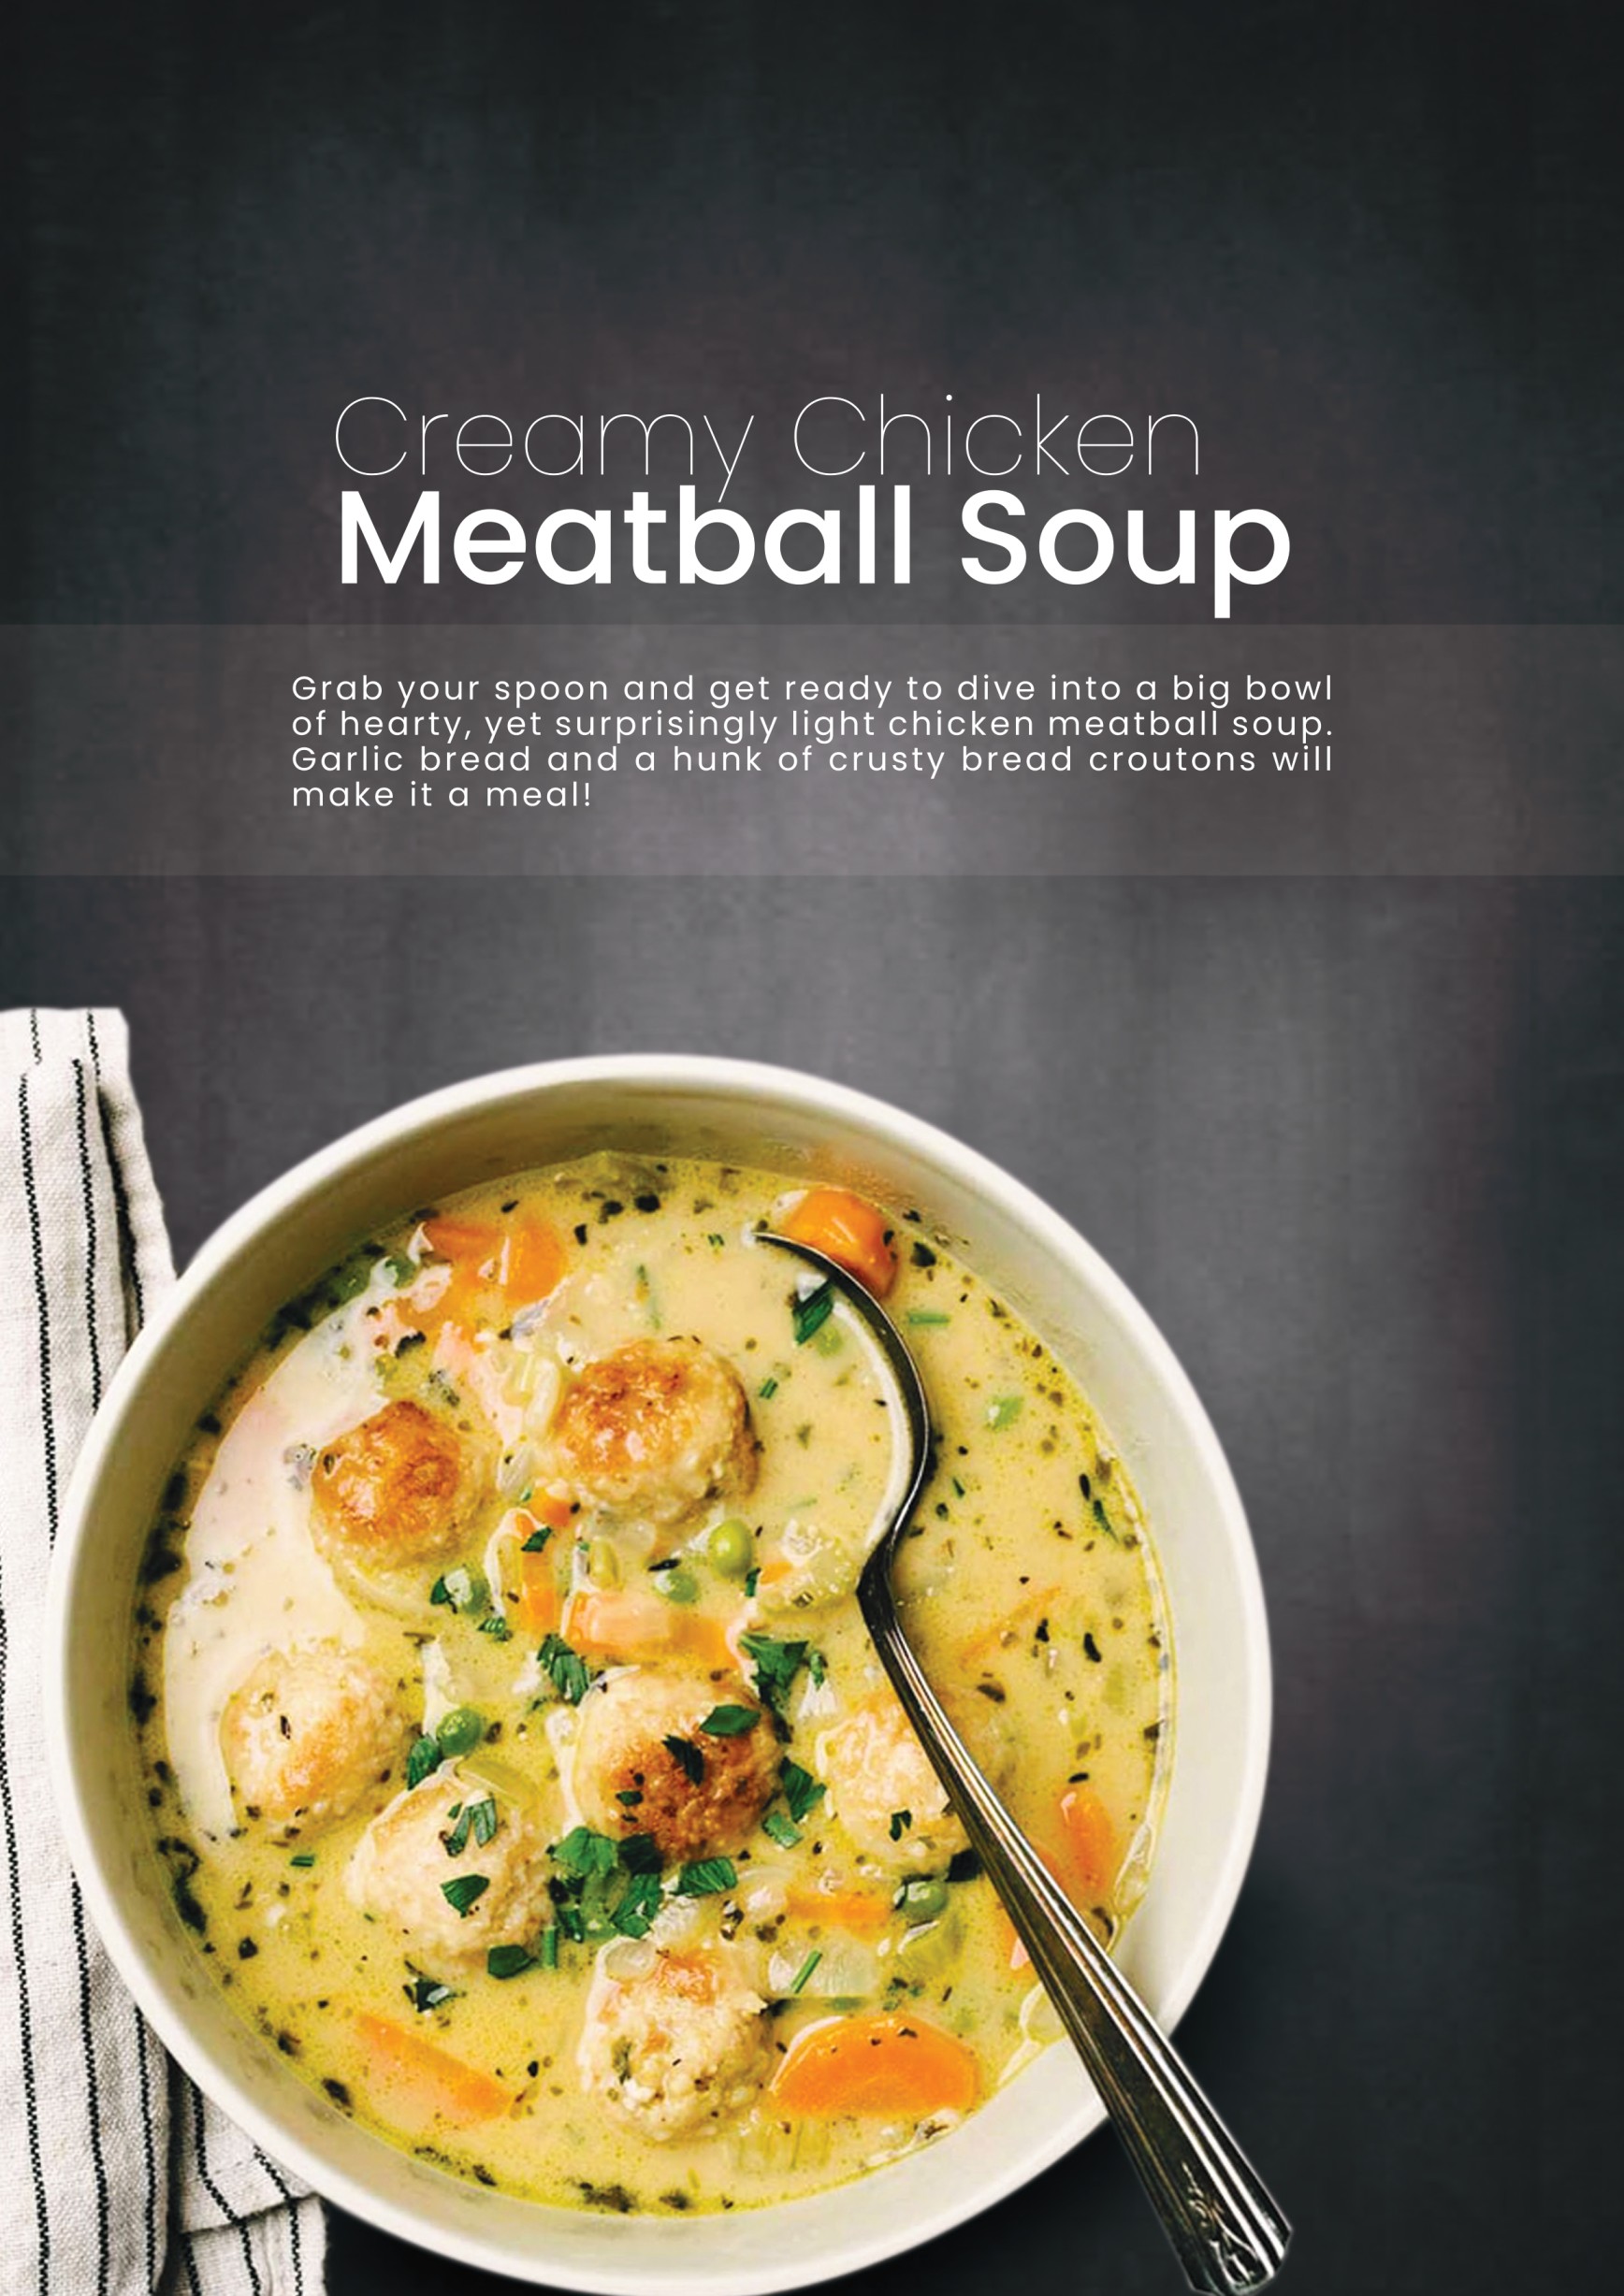 Creamy Chicken
Meatball Soup
Grab your spoon and get ready to dive into a big bowl
of hearty, yet surprisingly light chicken meatball soup.
Garlic bread and a hunk of crusty bread croutons will
make it a meal!